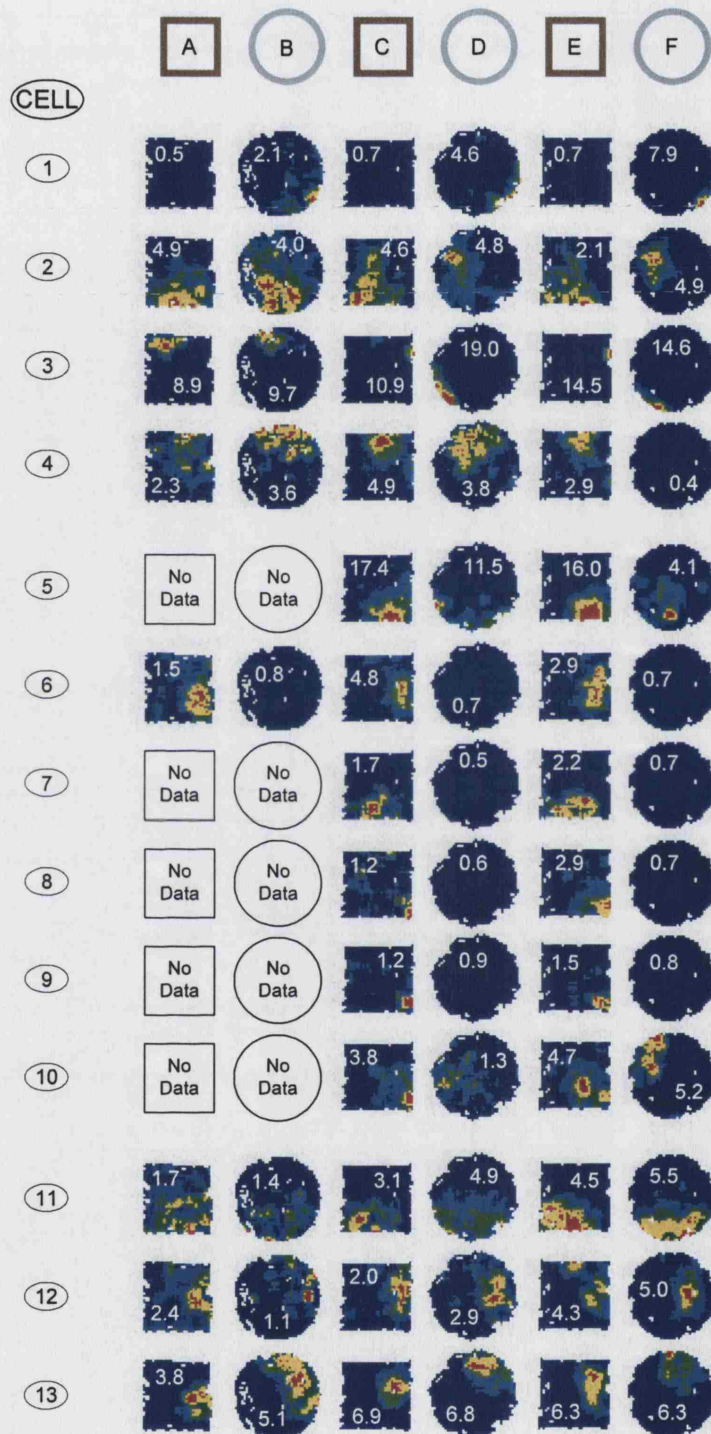 A B C D E F
CELL
1 0.5 2.1 0.7 4.6 0.7 7.9
2 4.9 4.0 4.6 4.8 2.1 4.9
3 8.9 9.7 10.9 19.0 14.5 14.6
4 2.3 3.6 4.9 3.8 2.9 0.4
5 No Data No Data 17.4 11.5 16.0 4.1
6 1.5 0.8 4.8 0.7 2.9 0.7
7 No Data No Data 1.7 0.5 2.2 0.7
8 No Data No Data 1.2 0.6 2.9 0.7
9 No Data No Data 1.2 0.9 1.5 0.8
10 No Data No Data 3.8 1.3 4.7 5.2
11 1.7 1.4 3.1 4.9 4.5 5.5
12 2.4 1.1 2.0 2.9 4.3 5.0
13 3.8 5.1 6.9 6.8 6.3 6.3